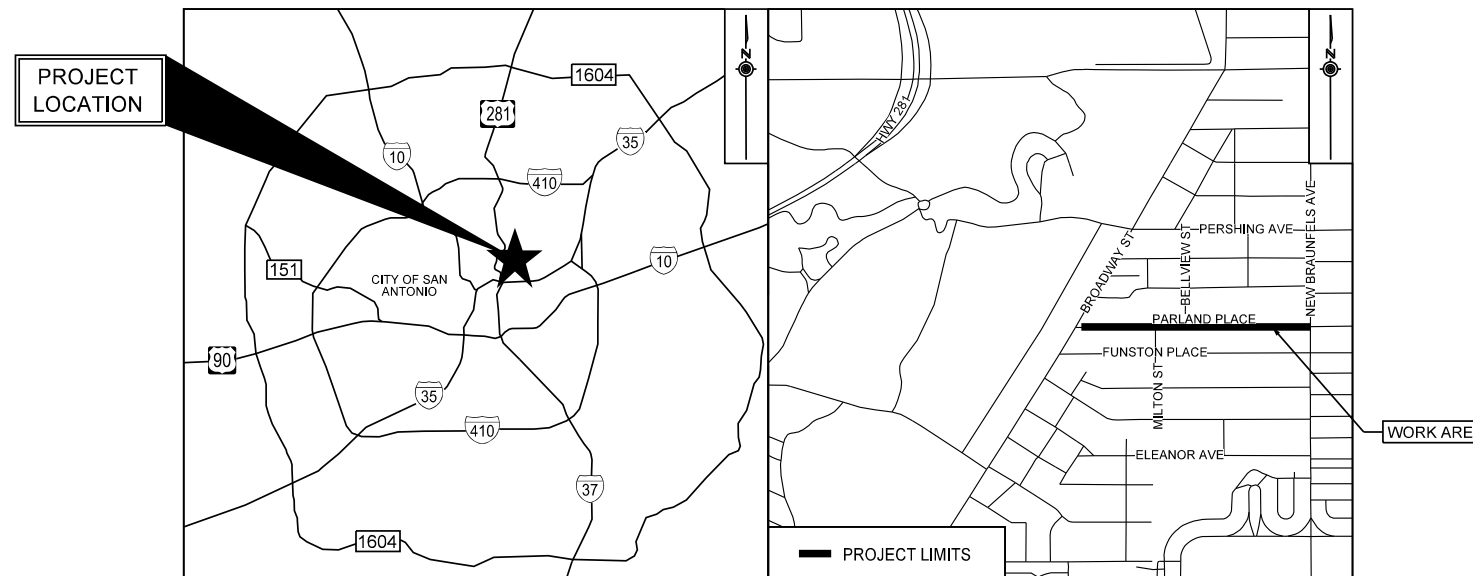 PROJECT
LOCATION
1604
281
35
10
410
10
151
CITY OF SAN
ANTONIO
90
35
410
37
1604
N
HWY 281
N
BROADWAY ST
PERSHING AVE
BELLVIEW ST
NEW BRAUNFELS AVE
PARLAND PLACE
FUNSTON PLACE
MILTON ST
WORK ARE
ELEANOR AVE
PROJECT LIMITS